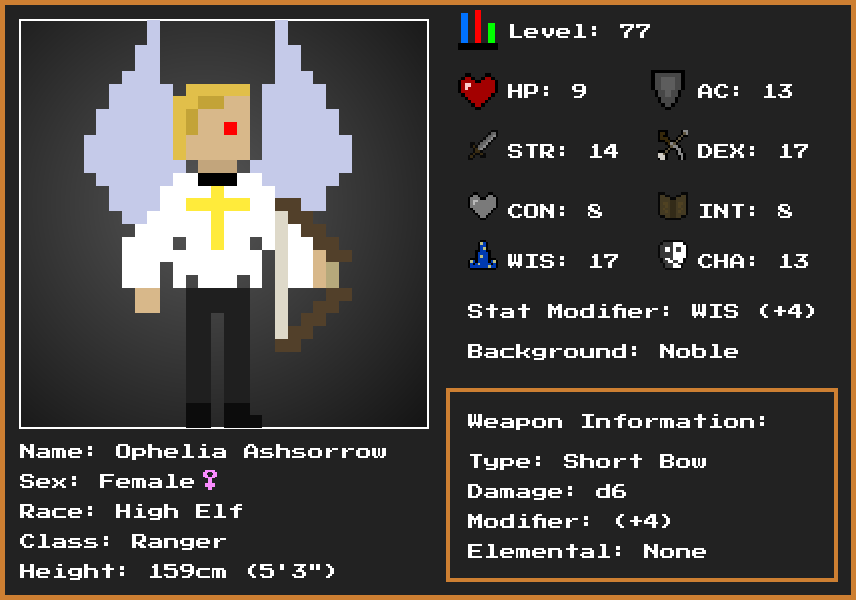 Level: 77
HP: 9
AC: 13
STR: 14
DEX: 17
CON: 8
INT: 8
WIS: 17
CHA: 13
Stat Modifier: WIS (+4)
Background: Noble
Weapon Information:
Type: Short Bow
Damage: d6
Modifier: (+4)
Elemental: None
Name: Ophelia Ashsorrow
Sex: Female♀
Race: High Elf
Class: Ranger
Height: 159cm (5'3")